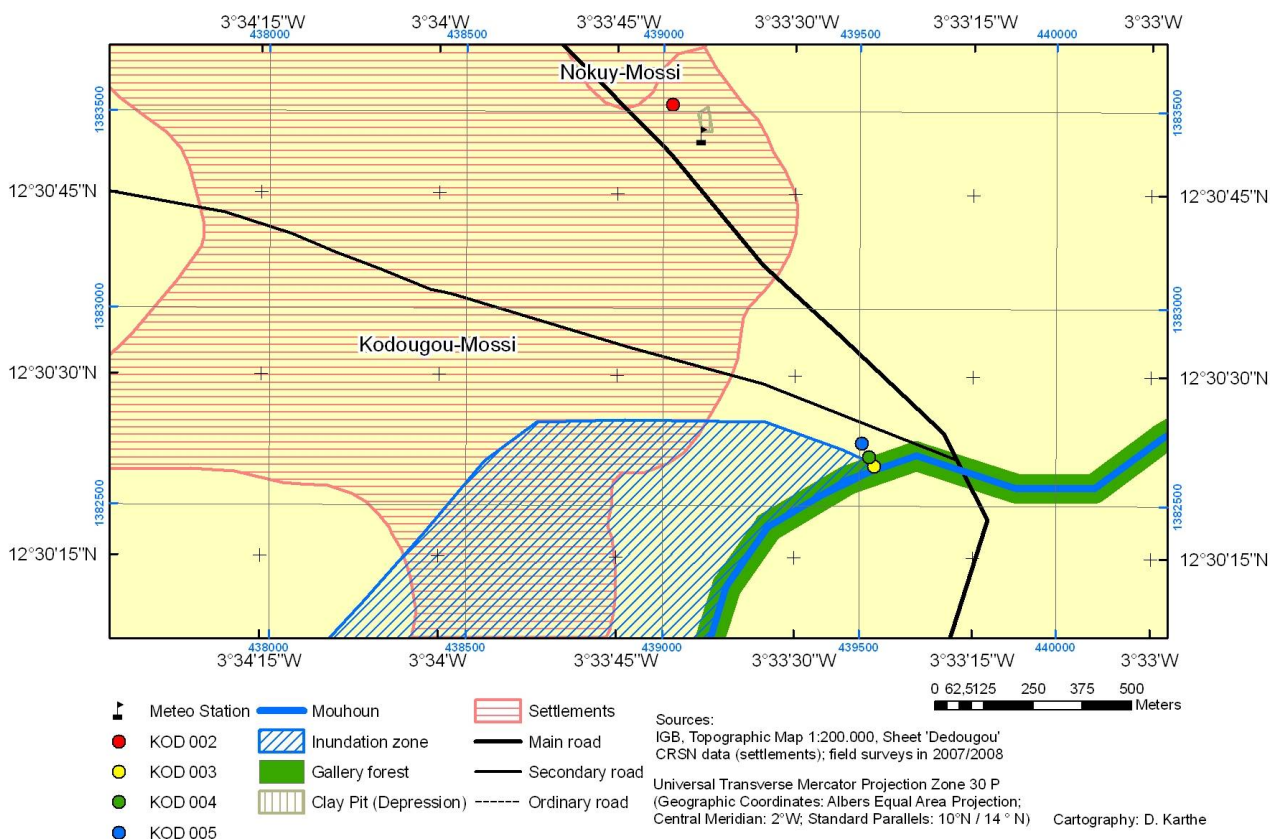 3°34'15"W 3°34'W 3°33'45"W 3°33'30"W 3°33'15"W 3°33'W
438000 438500 439000 439500 440000
Nokuy-Mossi
1383500 1383500
12°30'45"N 12°30'45"N
1383000 1383000
Kodougou-Mossi
12°30'30"N 12°30'30"N
1382500 1382500
12°30'15"N 12°30'15"N
438000 438500 439000 439500 440000
3°34'15"W 3°34'W 3°33'45"W 3°33'30"W 3°33'15"W 3°33'W
Meteo Station
KOD 002
KOD 003
KOD 004
KOD 005
Mouhoun
Inundation zone
Gallery forest
Clay Pit (Depression)
Settlements
Main road
Secondary road
Ordinary road
0 62,5125 250 375 500
Meters
Sources:
IGB, Topographic Map 1:200.000, Sheet 'Dedougou'
CRSN data (settlements); field surveys in 2007/2008
Universal Transverse Mercator Projection Zone 30 P
(Geographic Coordinates: Albers Equal Area Projection;
Central Meridian: 2°W; Standard Parallels: 10°N / 14 ° N)
Cartography: D. Karthe